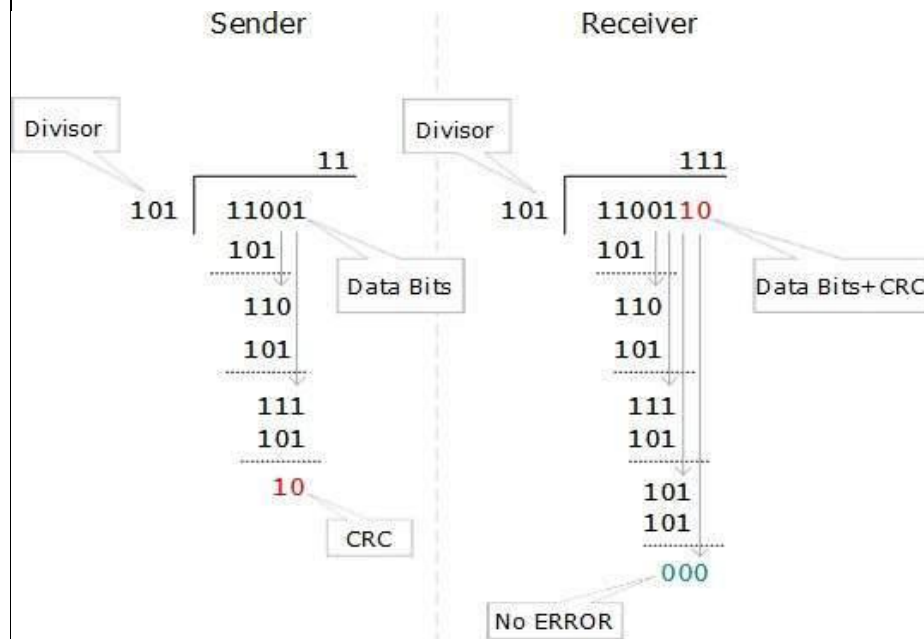 Sender
Divisor
11
101
11001
101
Data Bits
110
101
111
101
10
CRC
Receiver
Divisor
111
101
1100110
101
Data Bits+CRC
110
101
111
101
101
101
000
No ERROR